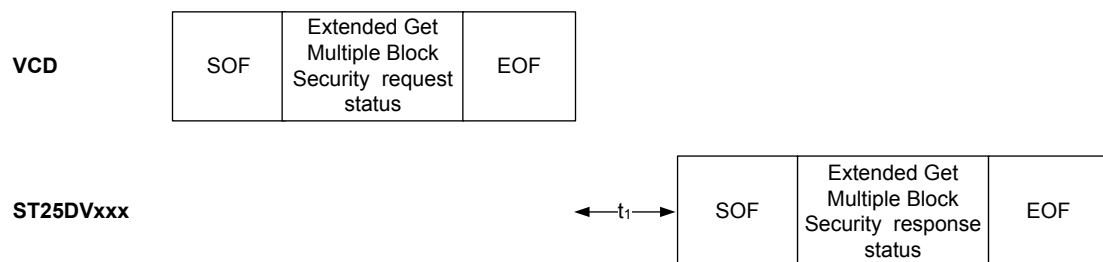 VCD
SOF
Extended Get
Multiple Block
Security request
status
EOF
ST25DVxxx
t1
SOF
Extended Get
Multiple Block
Security response
status
EOF